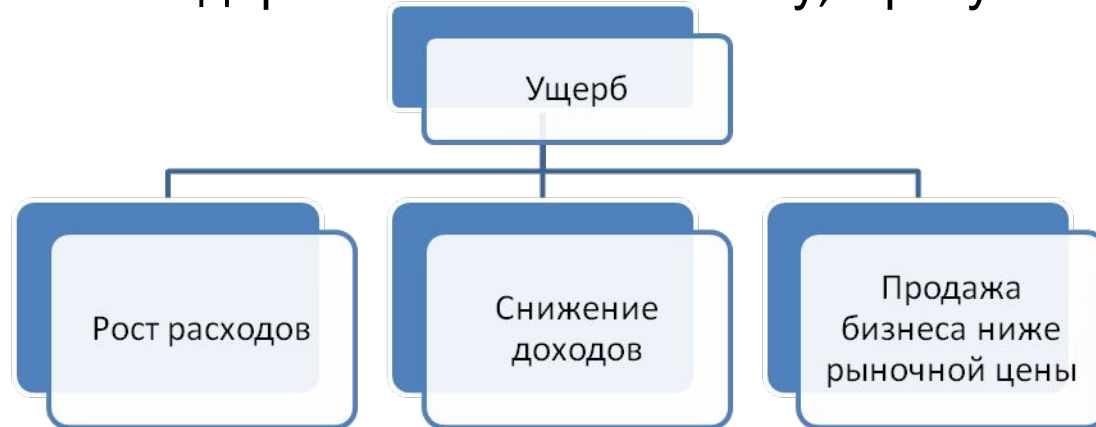 Ущерб
Рост расходов
Снижение
доходов
Продажа
бизнеса ниже
рыночной цены